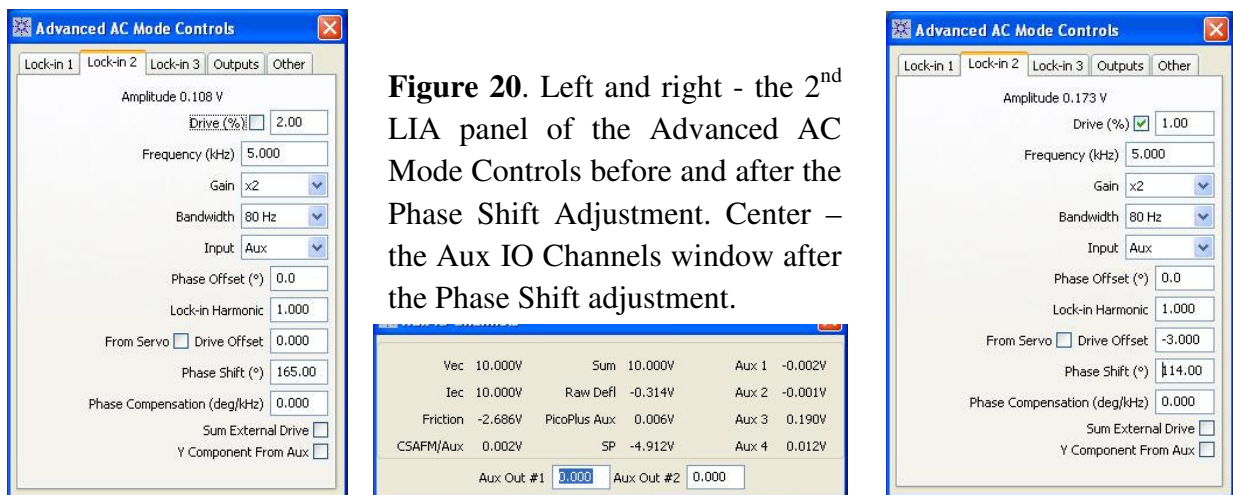 Advanced AC Mode Controls
Lock-in 1 Lock-in 2 Lock-in 3 Outputs Other
Amplitude 0.108 V
Drive (%) 2.00
Frequency (kHz) 5.000
Gain x2
Bandwidth 80 Hz
Input Aux
Phase Offset (°) 0.0
Lock-in Harmonic 1.000
From Servo Drive Offset 0.000
Phase Shift (°) 165.00
Phase Compensation (deg/kHz) 0.000
Sum External Drive
Y Component From Aux
Figure 20. Left and right - the 2nd
LIA panel of the Advanced AC
Mode Controls before and after the
Phase Shift Adjustment. Center –
the Aux IO Channels window after
the Phase Shift adjustment.
Vec 10.000V Sum 10.000V Aux 1 -0.002V
Iec 10.000V Raw Defl -0.314V Aux 2 -0.001V
Friction -2.686V PicoPlus Aux 0.006V Aux 3 0.190V
CSAFM/Aux 0.002V SP -4.912V Aux 4 0.012V
Aux Out #1 0.000 Aux Out #2 0.000
Advanced AC Mode Controls
Lock-in 1 Lock-in 2 Lock-in 3 Outputs Other
Amplitude 0.173 V
Drive (%) 1.00
Frequency (kHz) 5.000
Gain x2
Bandwidth 80 Hz
Input Aux
Phase Offset (°) 0.0
Lock-in Harmonic 1.000
From Servo Drive Offset -3.000
Phase Shift (°) 114.00
Phase Compensation (deg/kHz) 0.000
Sum External Drive
Y Component From Aux